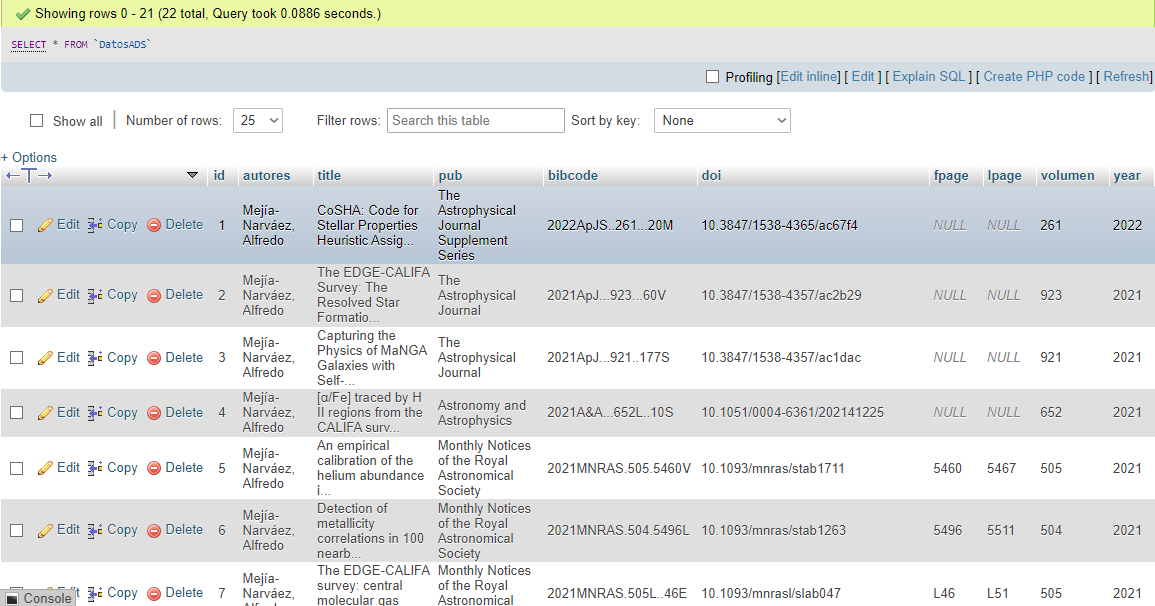 Showing rows 0 - 21 (22 total, Query took 0.0886 seconds.)
SELECT * FROM `DatosADS`
Profiling [Edit inline] [ Edit ] [ Explain SQL ] [ Create PHP code ] [ Refresh]
Show all | Number of rows: 25 Filter rows: Search this table Sort by key: None
+ Options
←T→ id autores title pub bibcode doi fpage lpage volumen year
Edit Copy Delete 1 Mejía-Narváez, Alfredo CoSHA: Code for Stellar Properties Heuristic Assig... The Astrophysical Journal Supplement Series 2022ApJS..261...20M 10.3847/1538-4365/ac67f4 NULL NULL 261 2022
Edit Copy Delete 2 Mejía-Narváez, Alfredo The EDGE-CALIFA Survey: The Resolved Star Formatio... The Astrophysical Journal 2021ApJ...923...60V 10.3847/1538-4357/ac2b29 NULL NULL 923 2021
Edit Copy Delete 3 Mejía-Narváez, Alfredo Capturing the Physics of MaNGA Galaxies with Self-... The Astrophysical Journal 2021ApJ...921..177S 10.3847/1538-4357/ac1dac NULL NULL 921 2021
Edit Copy Delete 4 Mejía-Narváez, Alfredo [α/Fe] traced by H II regions from the CALIFA surv... Astronomy and Astrophysics 2021A&A...652L..10S 10.1051/0004-6361/202141225 NULL NULL 652 2021
Edit Copy Delete 5 Mejía-Narváez, Alfredo An empirical calibration of the helium abundance i... Monthly Notices of the Royal Astronomical Society 2021MNRAS.505.5460V 10.1093/mnras/stab1711 5460 5467 505 2021
Edit Copy Delete 6 Mejía-Narváez, Alfredo Detection of metallicity correlations in 100 nearb... Monthly Notices of the Royal Astronomical Society 2021MNRAS.504.5496L 10.1093/mnras/stab1263 5496 5511 504 2021
Copy Delete 7 Mejía-Narváez, The EDGE-CALIFA survey: central molecular gas Monthly Notices of the Royal Astronomical 2021MNRAS.505L..46E 10.1093/mnrasl/slab047 L46 L51 505 2021
Console